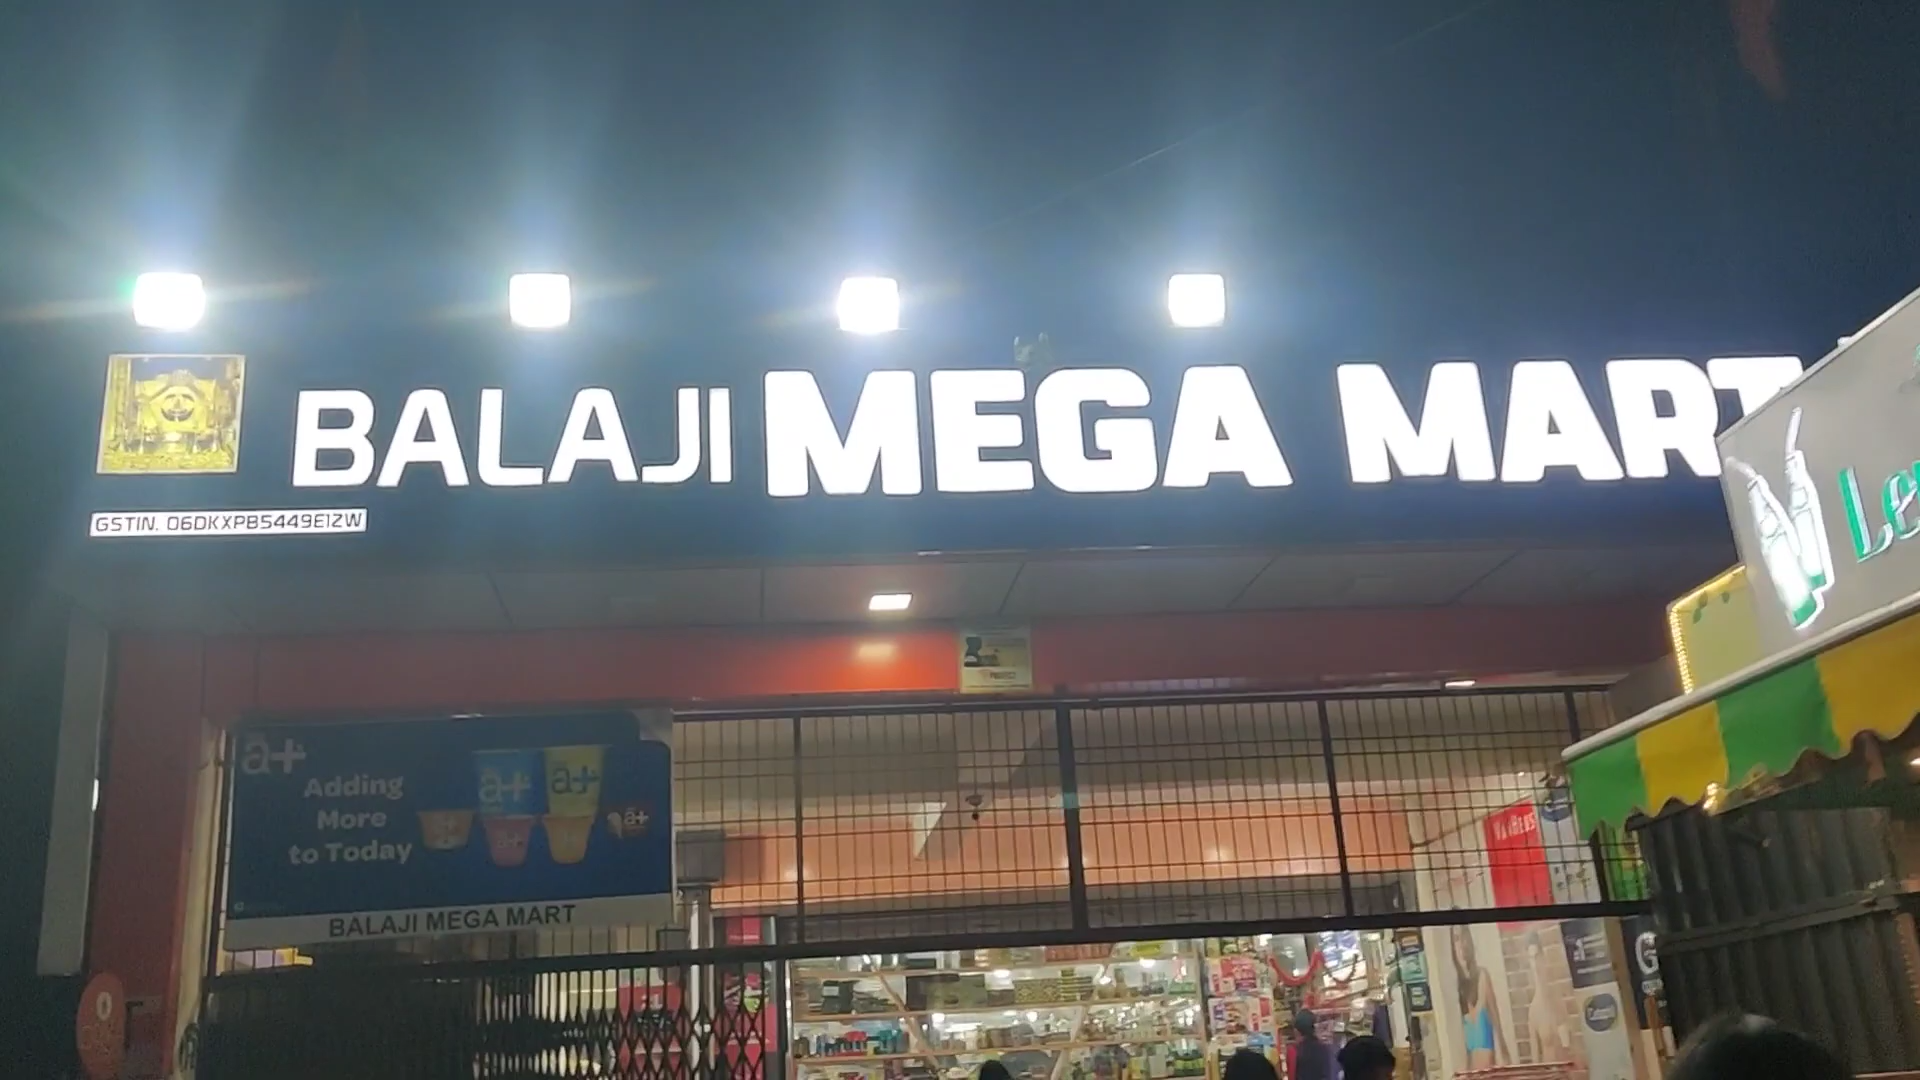 BALAJI MEGA MART
GSTIN. 06DKXPB5449E1ZW
a+
Adding
More
to Today
a+ a+
BALAJI MEGA MART